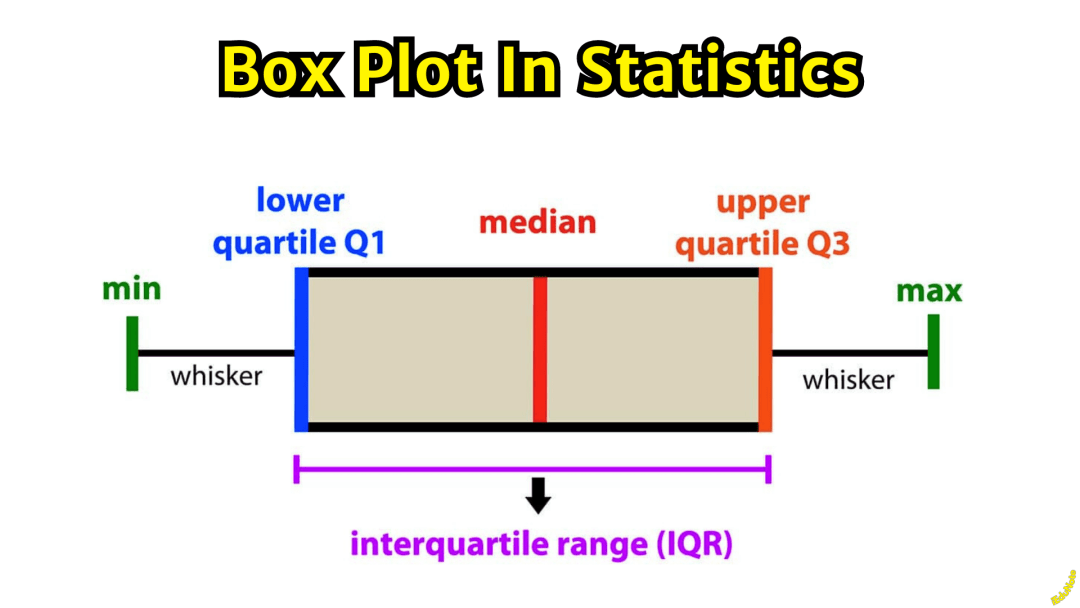 Box Plot In Statistics
lower
quartile Q1
median
upper
quartile Q3
min
max
whisker
whisker
interquartile range (IQR)